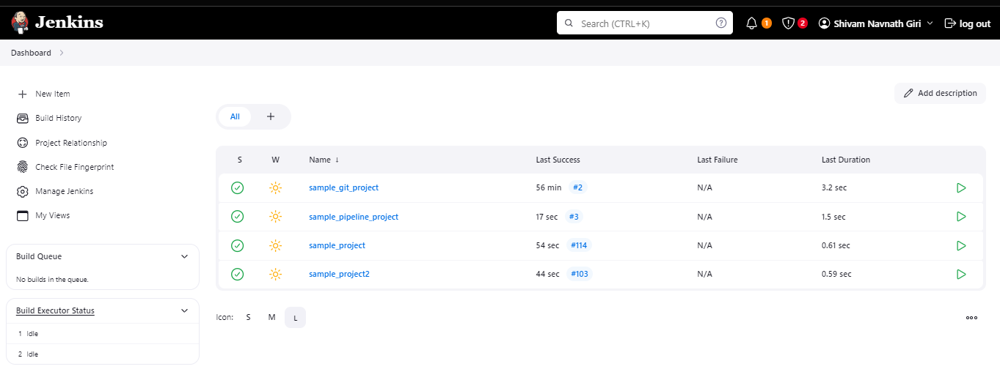 Jenkins
Search (CTRL+K)
1
2
Shivam Navnath Giri
log out
Dashboard
New Item
Build History
Project Relationship
Check File Fingerprint
Manage Jenkins
My Views
Build Queue
No builds in the queue.
Build Executor Status
1 Idle
2 Idle
Add description
All +
S W Name ↓ Last Success Last Failure Last Duration
sample_git_project 56 min #2 N/A 3.2 sec
sample_pipeline_project 17 sec #3 N/A 1.5 sec
sample_project 54 sec #114 N/A 0.61 sec
sample_project2 44 sec #103 N/A 0.59 sec
Icon: S M L